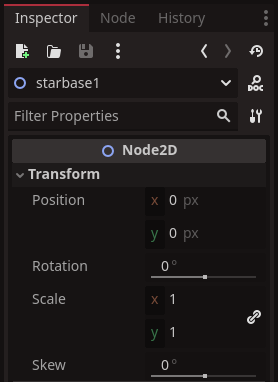 Inspector Node History
starbase1
DOC
Filter Properties
Node2D
Transform
Position x 0 px
y 0 px
Rotation 0 °
Scale x 1
y 1
Skew 0 °